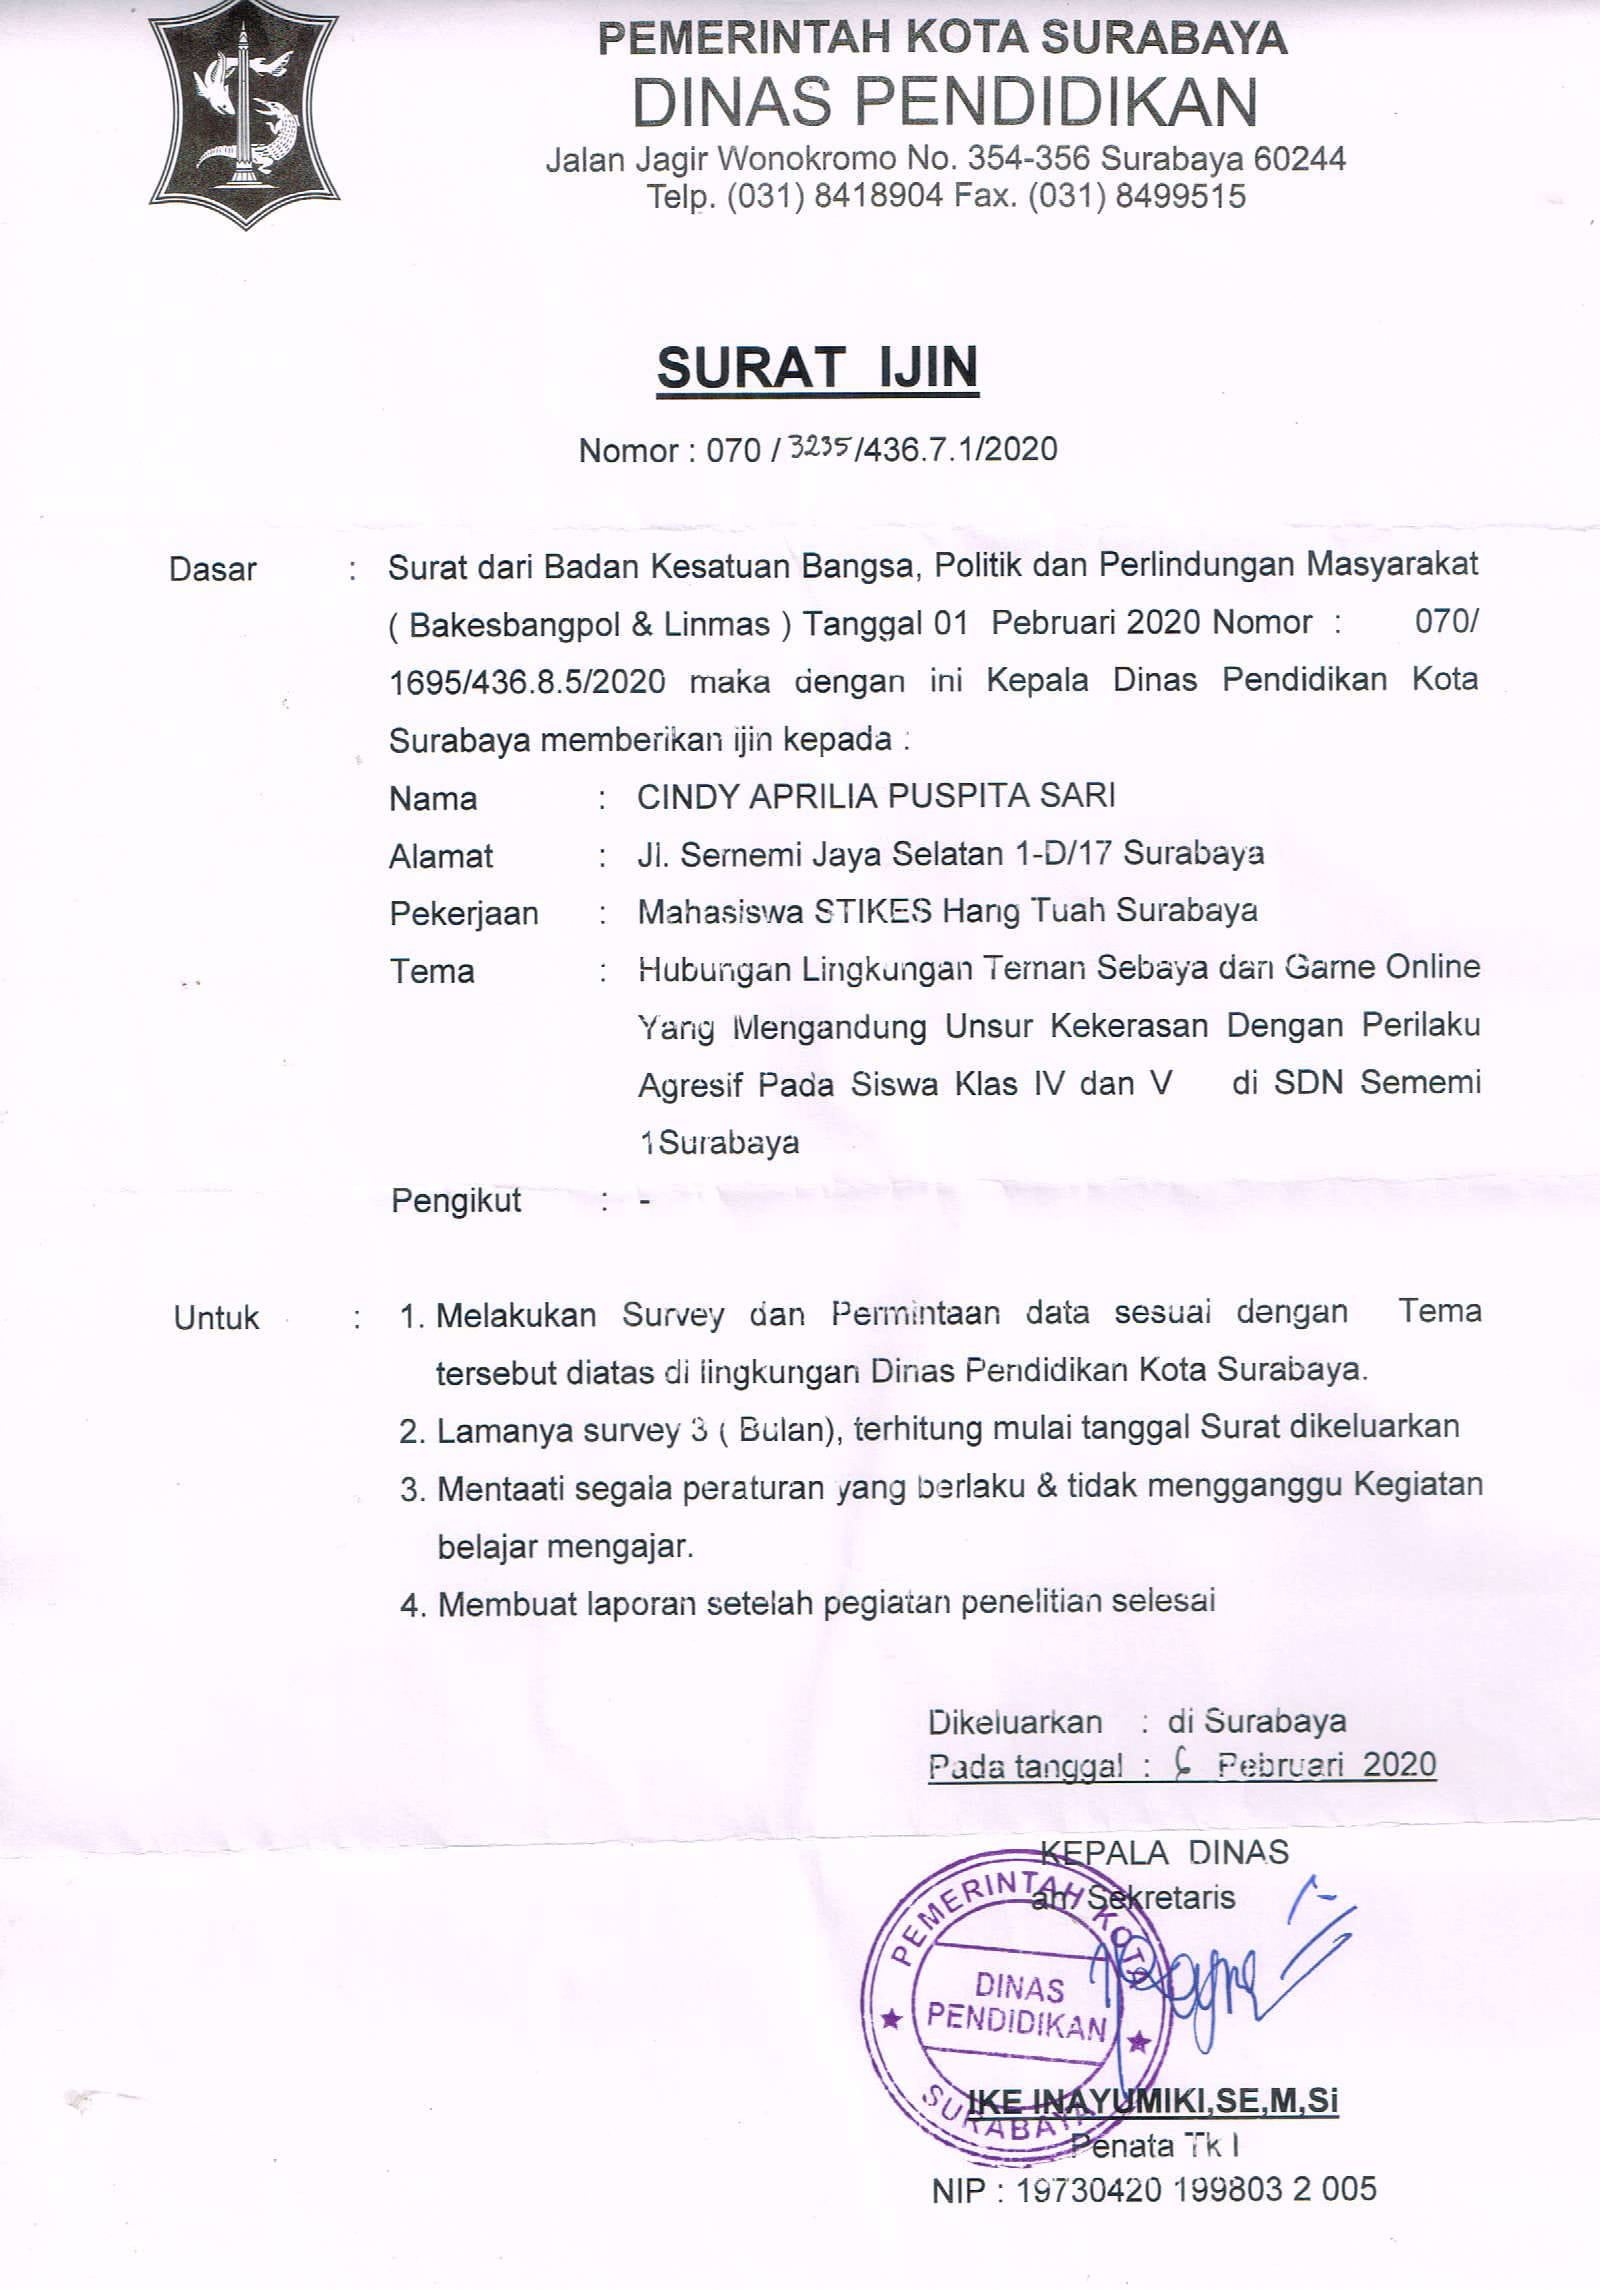 PEMERINTAH KOTA SURABAYA
DINAS PENDIDIKAN
Jalan Jagir Wonokromo No. 354-356 Surabaya 60244
Telp. (031) 8418904 Fax. (031) 8499515
SURAT IJIN
Nomor : 070 / 3235 /436.7.1/2020
Dasar : Surat dari Badan Kesatuan Bangsa, Politik dan Perlindungan Masyarakat
( Bakesbangpol & Linmas ) Tanggal 01 Pebruari 2020 Nomor : 070/
1695/436.8.5/2020 maka dengan ini Kepala Dinas Pendidikan Kota
Surabaya memberikan ijin kepada :
Nama : CINDY APRILIA PUSPITA SARI
Alamat : Jl. Sememi Jaya Selatan 1-D/17 Surabaya
Pekerjaan : Mahasiswa STIKES Hang Tuah Surabaya
Tema : Hubungan Lingkungan Teman Sebaya dan Game Online
Yang Mengandung Unsur Kekerasan Dengan Perilaku
Agresif Pada Siswa Klas IV dan V di SDN Sememi
1Surabaya
Pengikut : -
Untuk : 1. Melakukan Survey dan Permintaan data sesuai dengan Tema
tersebut diatas di lingkungan Dinas Pendidikan Kota Surabaya.
2. Lamanya survey 3 ( Bulan), terhitung mulai tanggal Surat dikeluarkan
3. Mentaati segala peraturan yang berlaku & tidak mengganggu Kegiatan
belajar mengajar.
4. Membuat laporan setelah pegiatan penelitian selesai
Dikeluarkan : di Surabaya
Pada tanggal : 6 Pebruari 2020
KEPALA DINAS
an Sekretaris
PEMERINTAH KOTA
DINAS
PENDIDIKAN
SURABAYA
IKE INAYUMIKI,SE,M,Si
Penata Tk I
NIP : 19730420 199803 2 005